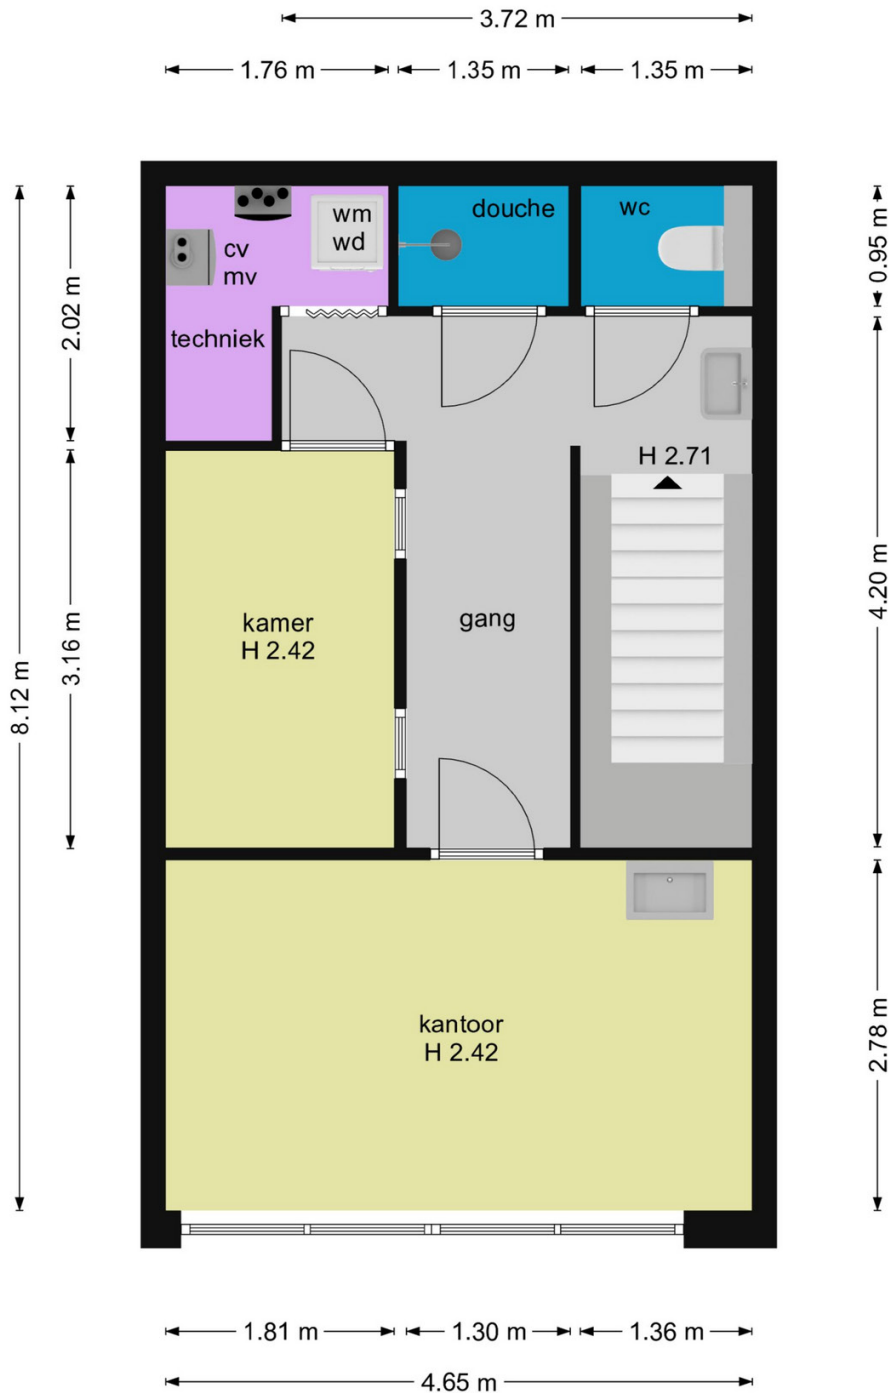 3.72 m
1.76 m
1.35 m
1.35 m
douche
wc
wm
wd
cv
mv
techniek
2.02 m
0.95 m
H 2.71
8.12 m
3.16 m
kamer
H 2.42
gang
4.20 m
kantoor
H 2.42
2.78 m
1.81 m
1.30 m
1.36 m
4.65 m